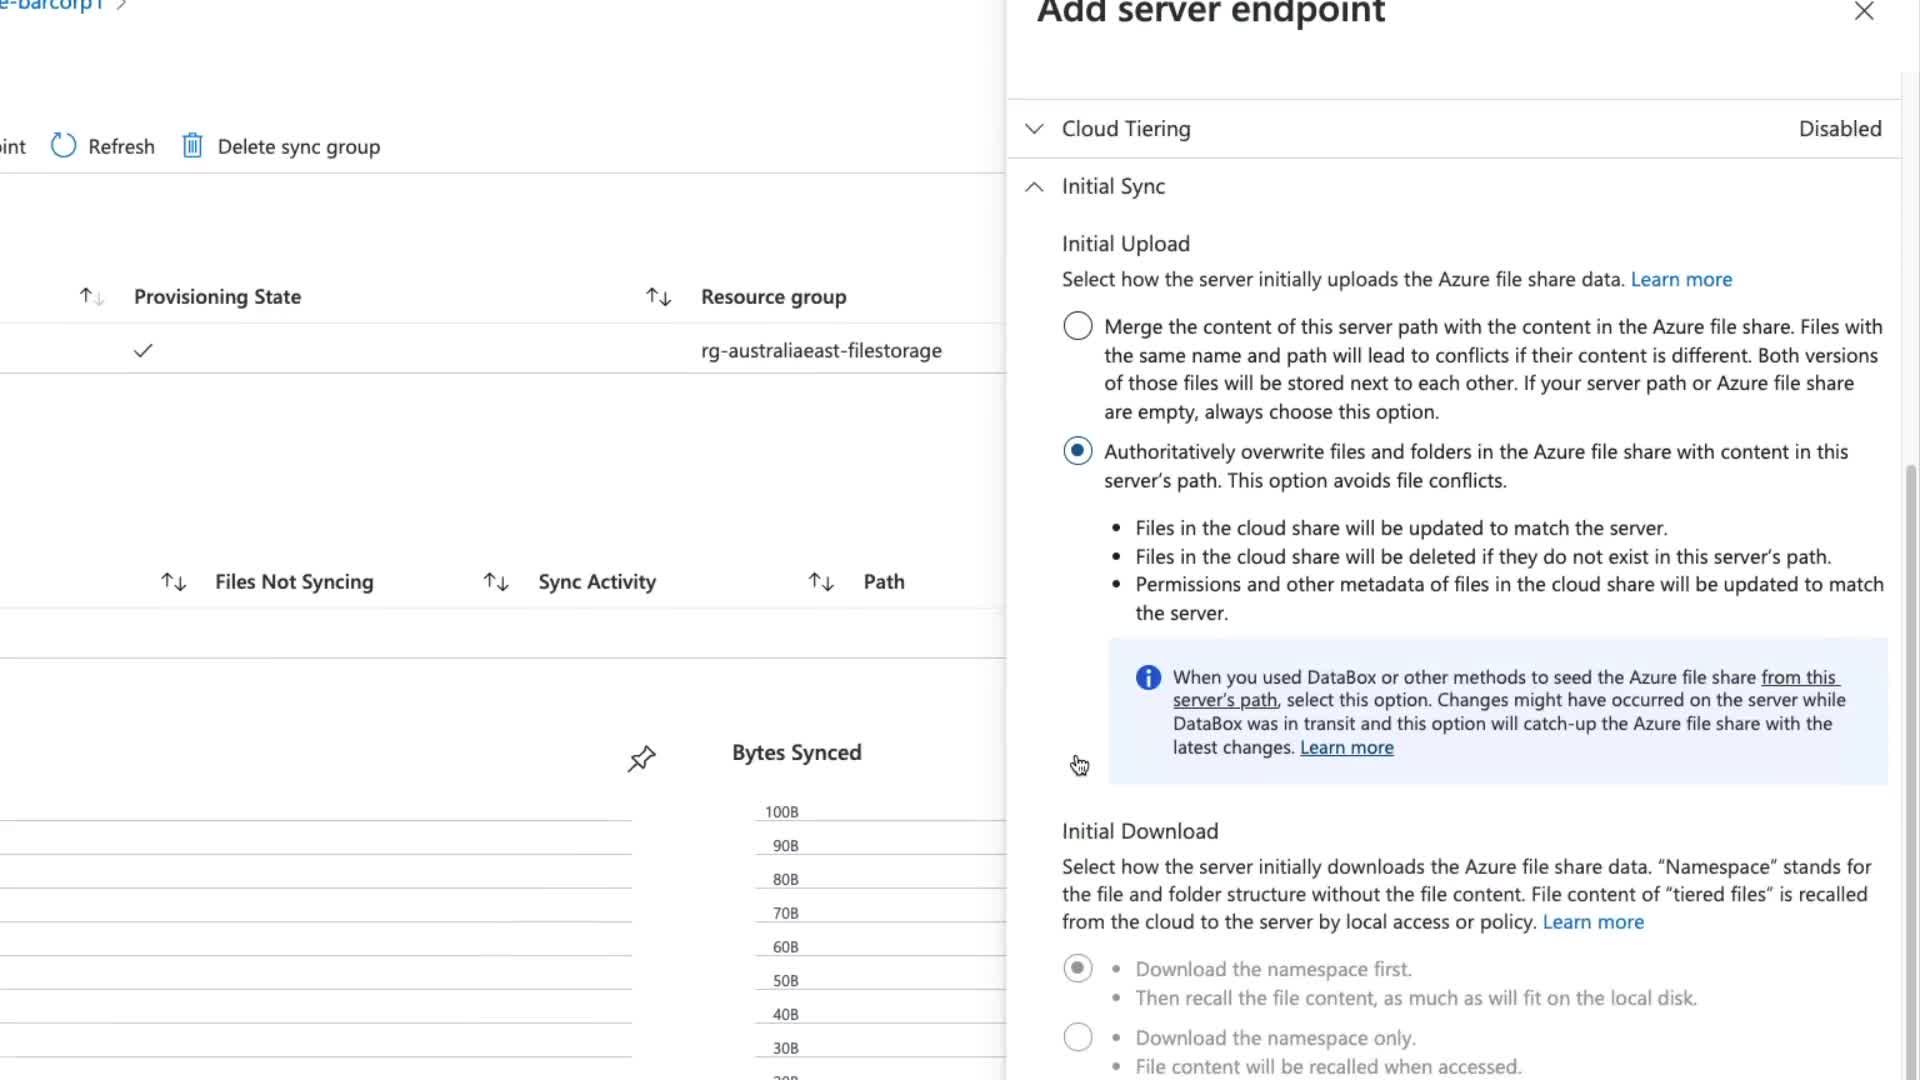 e-barcorp1 >
Add server endpoint
oint Refresh Delete sync group
Cloud Tiering Disabled
Initial Sync
Provisioning State Resource group
rg-australiaeast-filestorage
Files Not Syncing Sync Activity Path
Bytes Synced
100B
90B
80B
70B
60B
50B
40B
30B
20B
Initial Upload
Select how the server initially uploads the Azure file share data. Learn more
Merge the content of this server path with the content in the Azure file share. Files with
the same name and path will lead to conflicts if their content is different. Both versions
of those files will be stored next to each other. If your server path or Azure file share
are empty, always choose this option.
Authoritatively overwrite files and folders in the Azure file share with content in this
server’s path. This option avoids file conflicts.
• Files in the cloud share will be updated to match the server.
• Files in the cloud share will be deleted if they do not exist in this server’s path.
• Permissions and other metadata of files in the cloud share will be updated to match
the server.
When you used DataBox or other methods to seed the Azure file share from this
server’s path, select this option. Changes might have occurred on the server while
DataBox was in transit and this option will catch-up the Azure file share with the
latest changes. Learn more
Initial Download
Select how the server initially downloads the Azure file share data. “Namespace” stands for
the file and folder structure without the file content. File content of “tiered files” is recalled
from the cloud to the server by local access or policy. Learn more
• Download the namespace first.
• Then recall the file content, as much as will fit on the local disk.
• Download the namespace only.
• File content will be recalled when accessed.